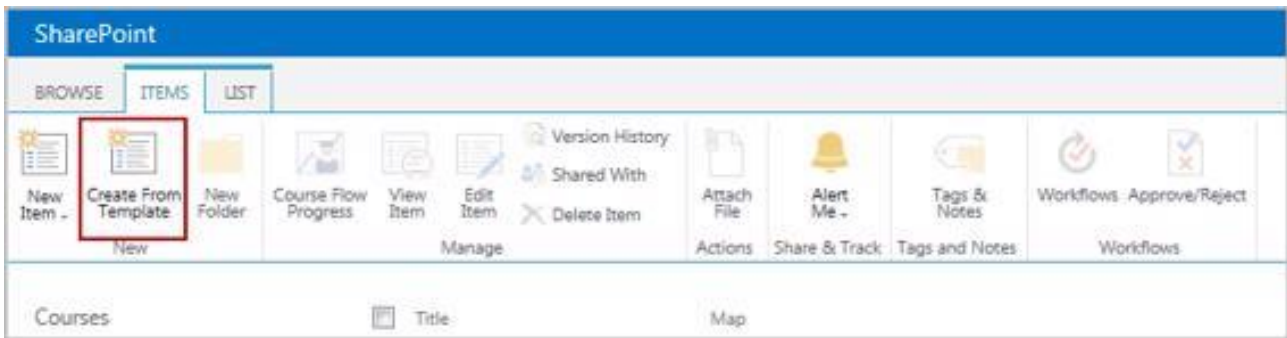 SharePoint
BROWSE ITEMS LIST
New Item Create From Template New Folder Course Flow Progress View Item Edit Item Version History Shared With Delete Item Attach File Alert Me Tags & Notes Workflows Approve/Reject
New Manage Actions Share & Track Tags and Notes Workflows
Courses Title Map